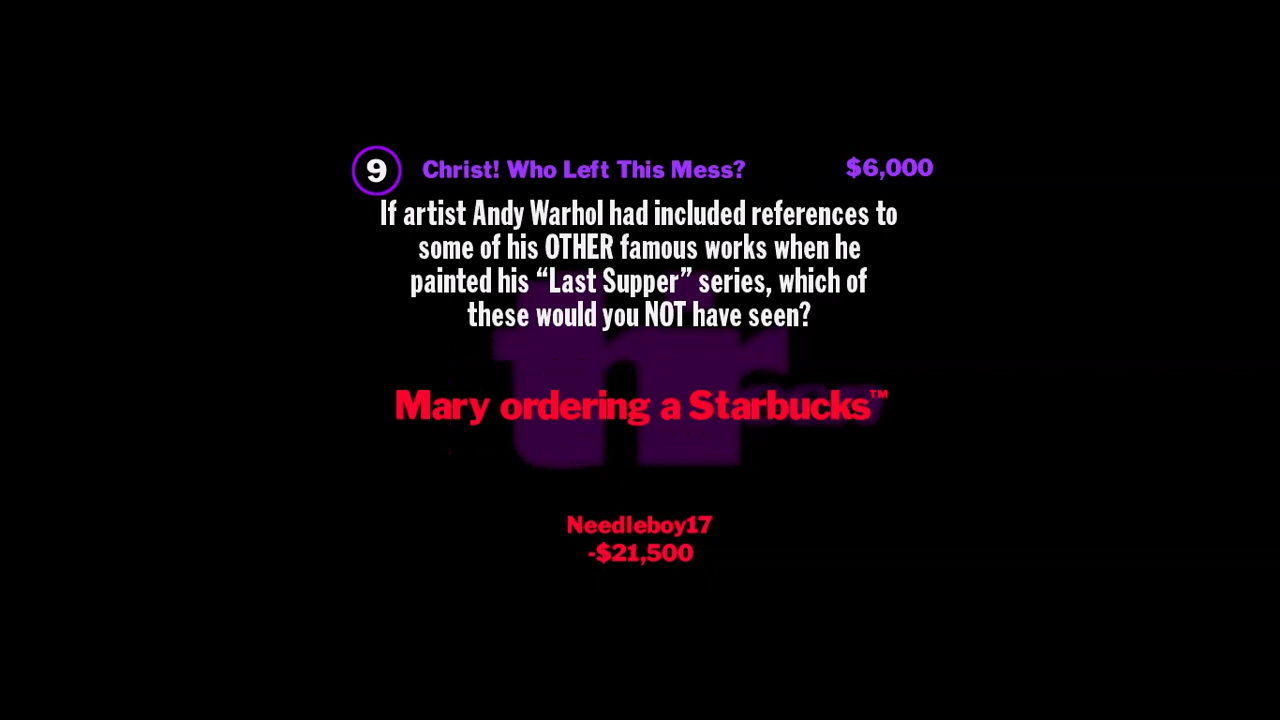 9 Christ! Who Left This Mess? $6,000
If artist Andy Warhol had included references to
some of his OTHER famous works when he
painted his “Last Supper” series, which of
these would you NOT have seen?
Mary ordering a Starbucks™
Needleboy17
-$21,500